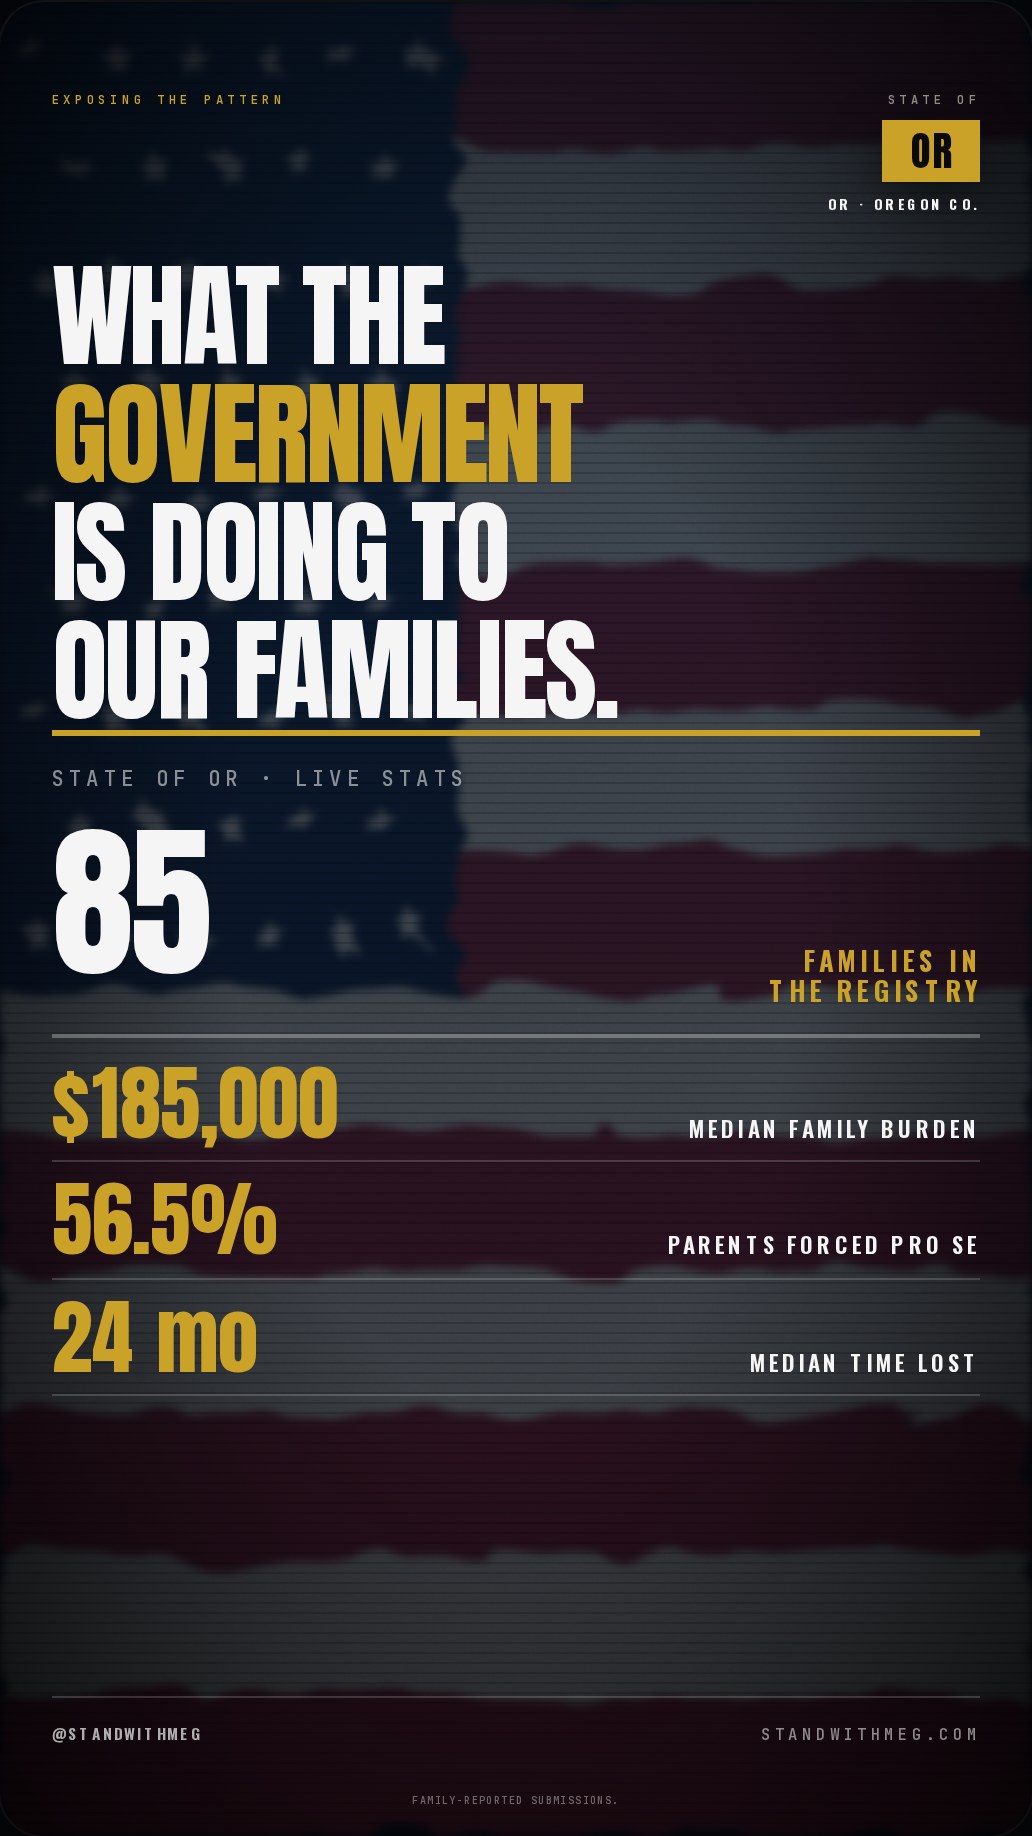 EXPOSING THE PATTERN
STATE OF
OR
OR · OREGON CO.
WHAT THE
GOVERNMENT
IS DOING TO
OUR FAMILIES.
STATE OF OR · LIVE STATS
85
FAMILIES IN
THE REGISTRY
$185,000
MEDIAN FAMILY BURDEN
56.5%
PARENTS FORCED PRO SE
24 mo
MEDIAN TIME LOST
@STANDWITHMEG
STANDWITHMEG.COM
FAMILY-REPORTED SUBMISSIONS.